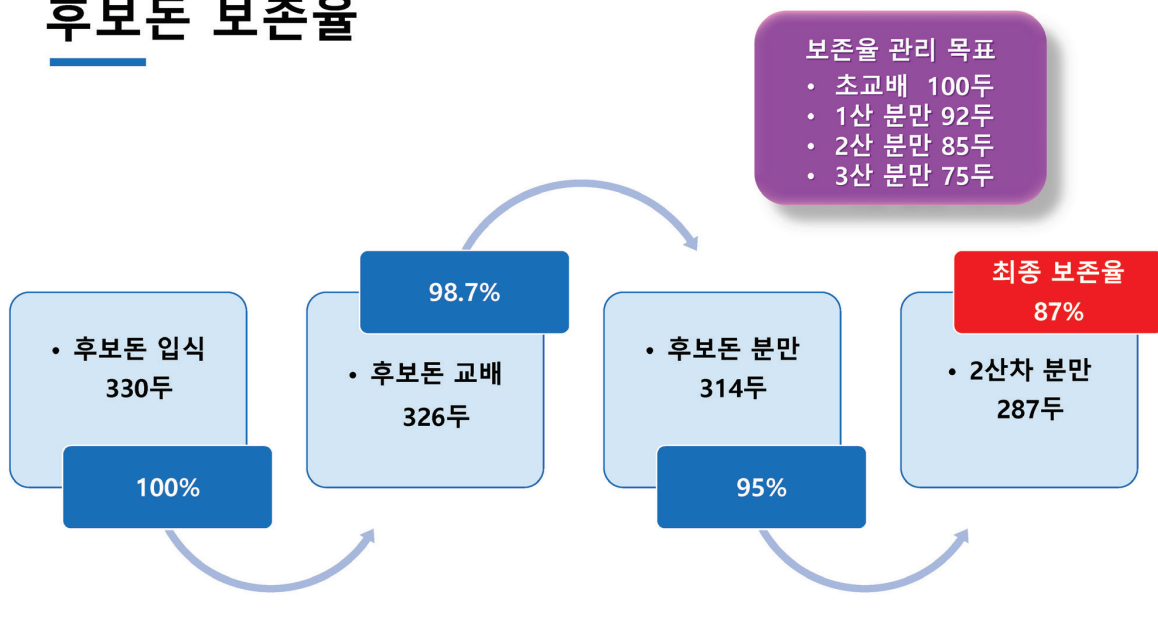 후보돈 보존율
보존율 관리 목표
• 초교배 100두
• 1산 분만 92두
• 2산 분만 85두
• 3산 분만 75두
• 후보돈 입식
330두
100%
98.7%
• 후보돈 교배
326두
• 후보돈 분만
314두
95%
최종 보존율
87%
• 2산차 분만
287두